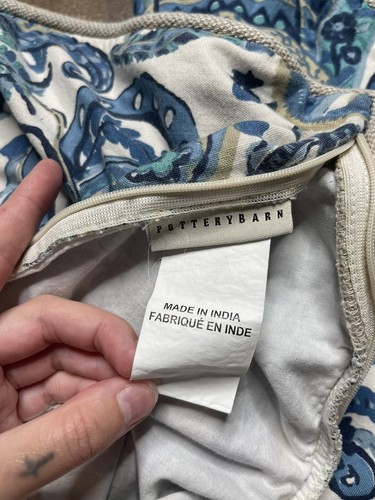 POTTERYBARN
MADE IN INDIA
FABRIQUÉ EN INDE